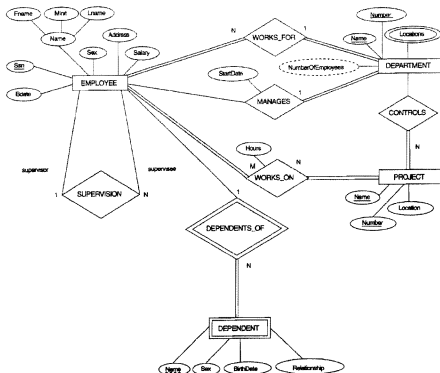 Fname
Minit
Lname
Number
Address
Name
Sex
Salary
N
WORKS_FOR
1
Name
Locations
Ssn
EMPLOYEE
StartDate
NumberOfEmployees
DEPARTMENT
Bdate
MANAGES
1
1
CONTROLS
Hours
supervisor
supervisee
M
WORKS_ON
N
N
PROJECT
1
SUPERVISION
N
1
Name
Location
Number
DEPENDENTS_OF
N
DEPENDENT
Name
Sex
BirthDate
Relationship